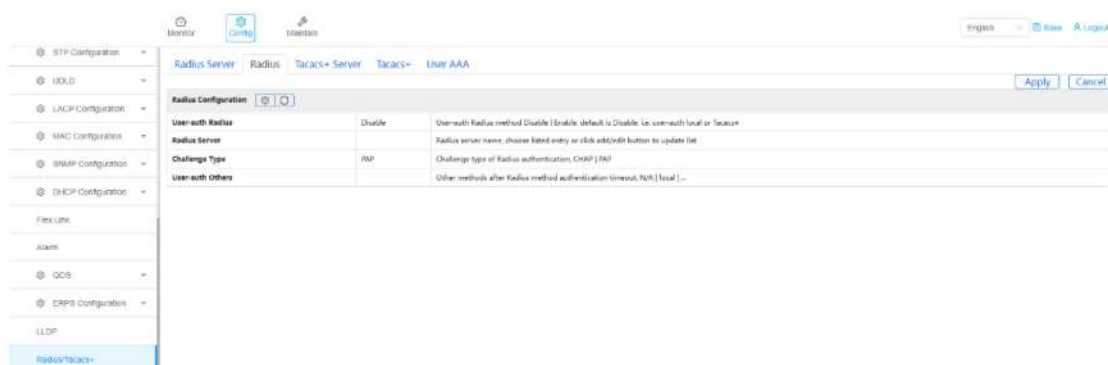 Monitor Config Maintain English Save Logout
STP Configuration
UDLD
LACP Configuration
MAC Configuration
SNMP Configuration
DHCP Configuration
Flex Link
Alarm
QOS
ERPS Configuration
LLDP
Radius/Tacacs+
Radius Server Radius Tacacs+ Server Tacacs+ User AAA
Apply Cancel
Radius Configuration
User-auth Radius Disable User-auth Radius method Disable | Enable, default is Disable, i.e. user-auth local or Tacacs+
Radius Server Radius server name, choose listed entry or click add/edit button to update list
Challenge Type PAP Challenge type of Radius authentication, CHAP | PAP
User-auth Others Other methods after Radius method authentication timeout, N/A | local | ...